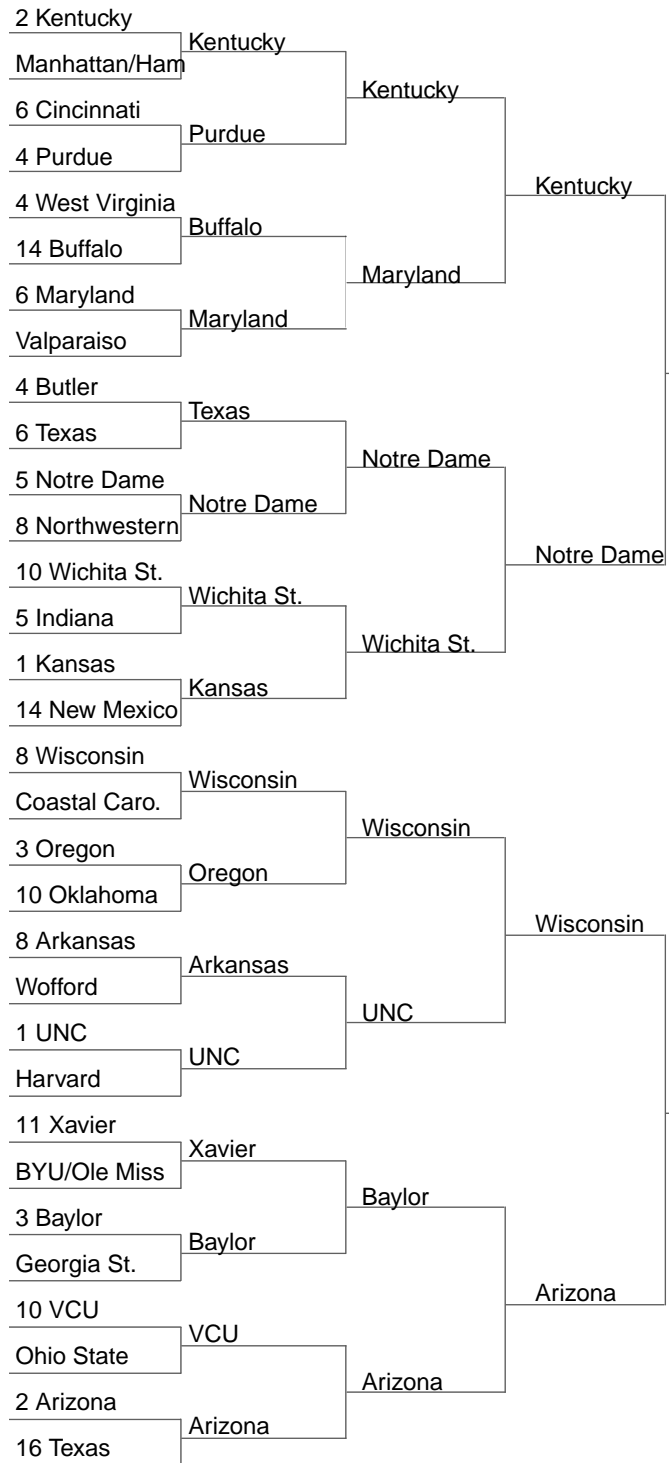 2 Kentucky
Manhattan/Ham
6 Cincinnati
4 Purdue
4 West Virginia
14 Buffalo
6 Maryland
Valparaiso
4 Butler
6 Texas
5 Notre Dame
8 Northwestern
10 Wichita St.
5 Indiana
1 Kansas
14 New Mexico
8 Wisconsin
Coastal Caro.
3 Oregon
10 Oklahoma
8 Arkansas
Wofford
1 UNC
Harvard
11 Xavier
BYU/Ole Miss
3 Baylor
Georgia St.
10 VCU
Ohio State
2 Arizona
16 Texas
Kentucky
Purdue
Buffalo
Maryland
Texas
Notre Dame
Wichita St.
Kansas
Wisconsin
Oregon
Arkansas
UNC
Xavier
Baylor
VCU
Arizona
Kentucky
Maryland
Notre Dame
Wichita St.
Wisconsin
UNC
Baylor
Arizona
Kentucky
Notre Dame
Wisconsin
Arizona